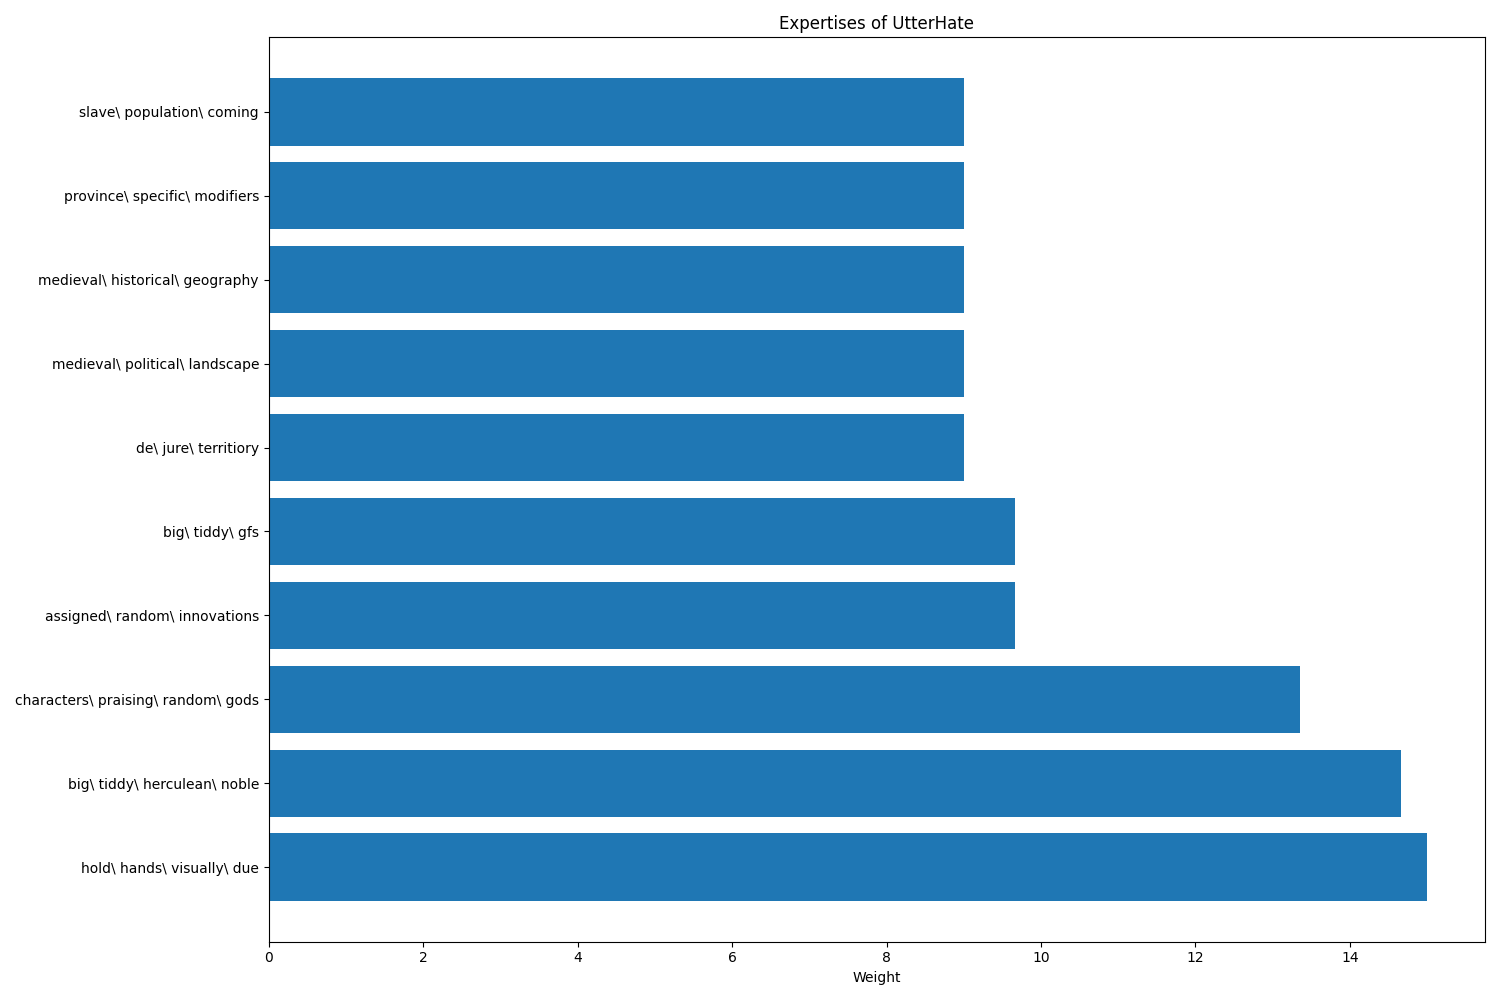 Expertises of UtterHate
slave\ population\ coming
province\ specific\ modifiers
medieval\ historical\ geography
medieval\ political\ landscape
de\ jure\ territiory
big\ tiddy\ gfs
assigned\ random\ innovations
characters\ praising\ random\ gods
big\ tiddy\ herculean\ noble
hold\ hands\ visually\ due
0 2 4 6 8 10 12 14
Weight